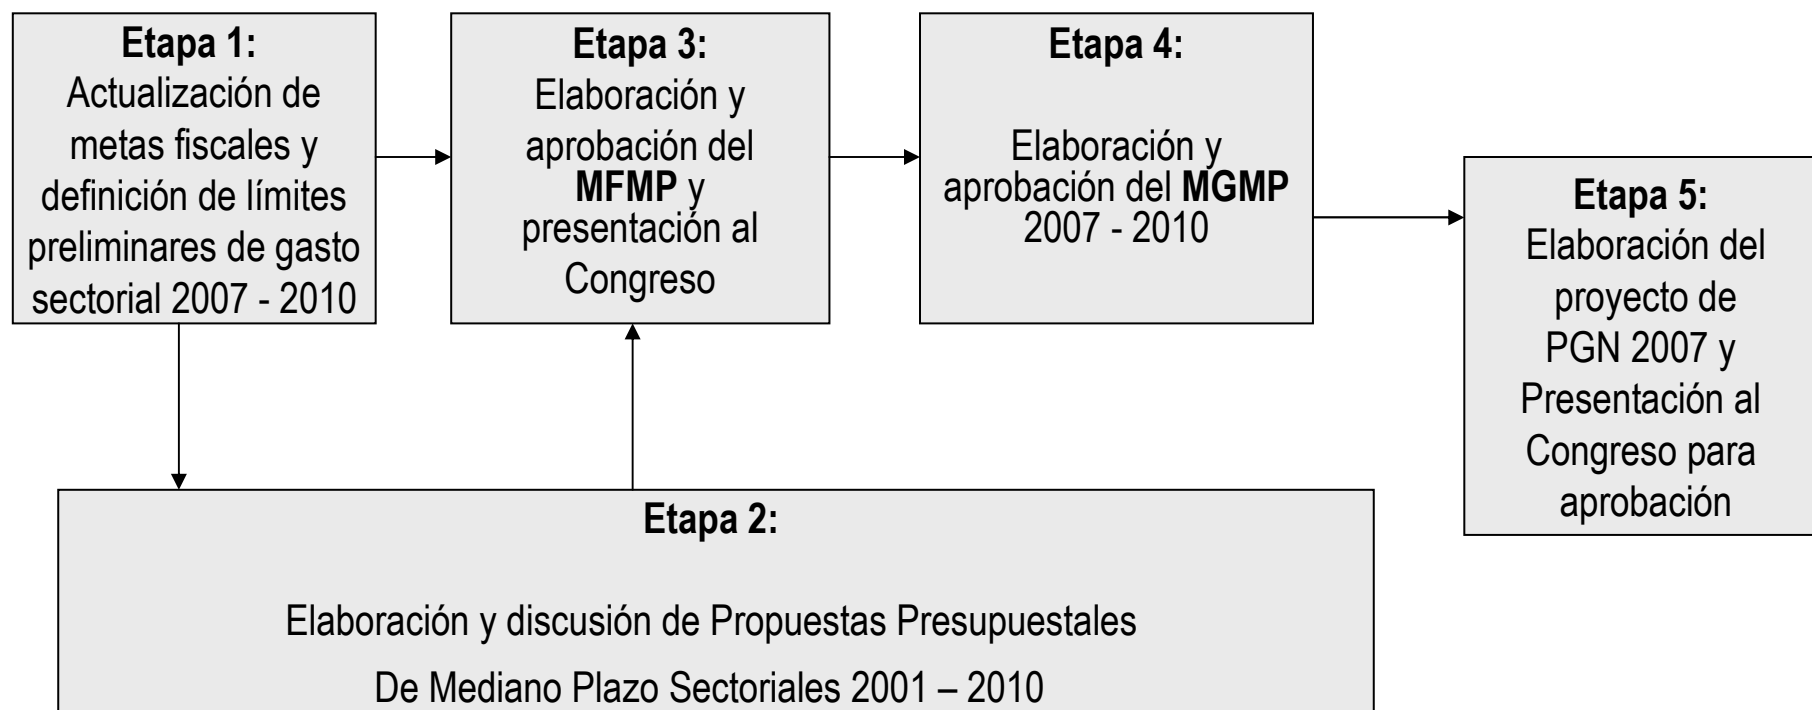 Etapa 1:
Actualización de
metas fiscales y
definición de límites
preliminares de gasto
sectorial 2007 - 2010
Etapa 3:
Elaboración y
aprobación del
MFMP y
presentación al
Congreso
Etapa 4:
Elaboración y
aprobación del MGMP
2007 - 2010
Etapa 5:
Elaboración del
proyecto de
PGN 2007 y
Presentación al
Congreso para
aprobación
Etapa 2:
Elaboración y discusión de Propuestas Presupuestales
De Mediano Plazo Sectoriales 2001 – 2010